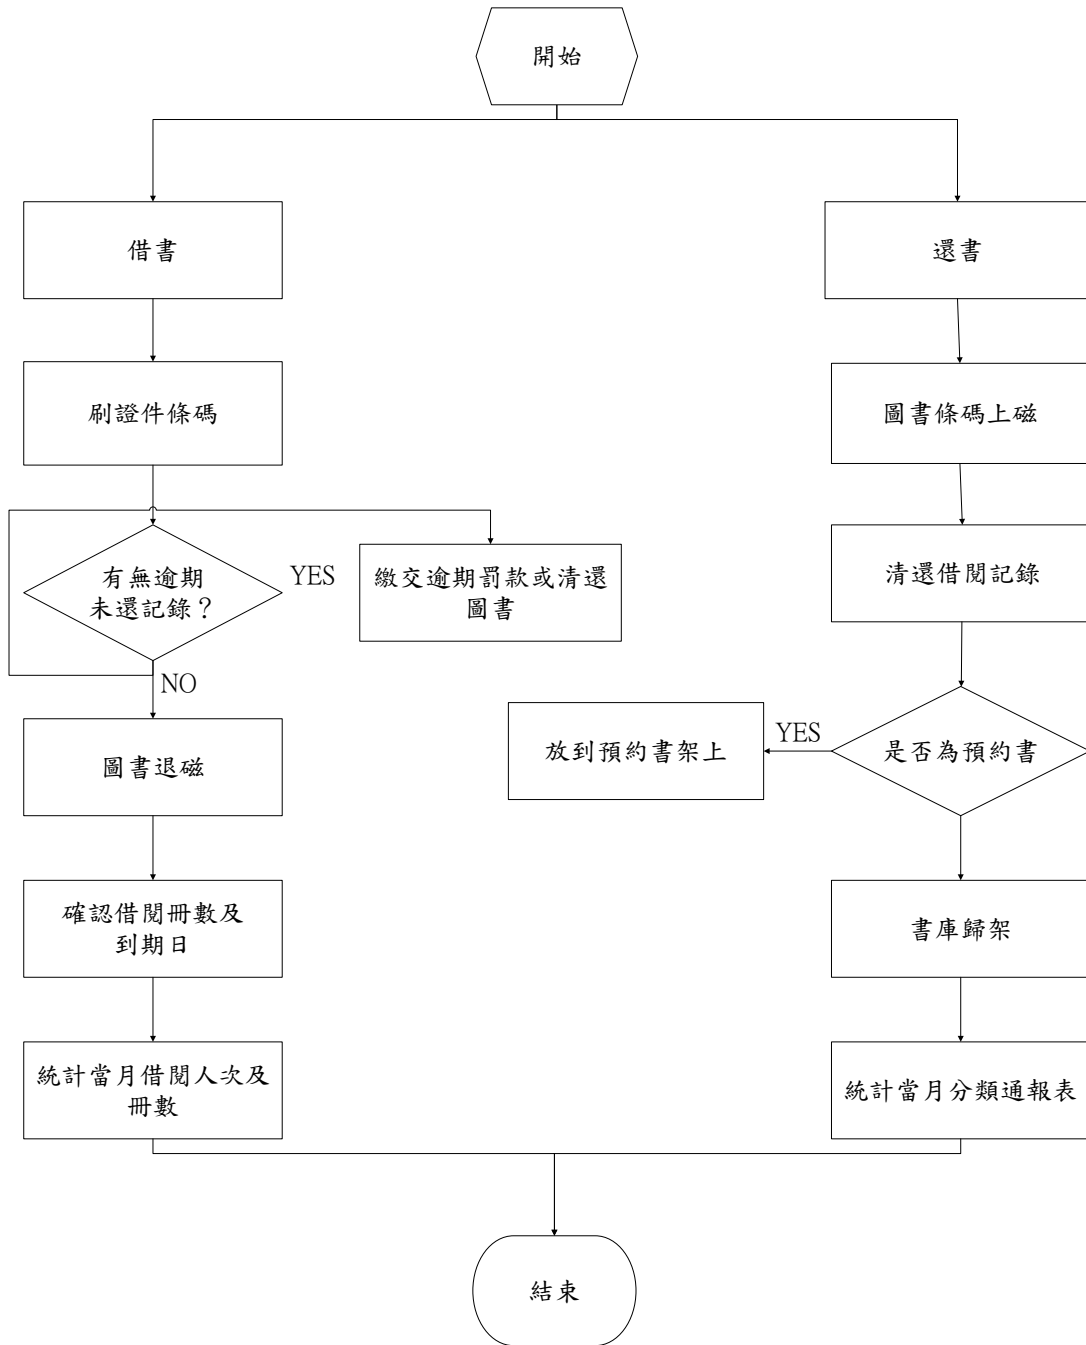 開始
借書
還書
刷證件條碼
圖書條碼上磁
有無逾期
未還記錄？
YES
繳交逾期罰款或清還
圖書
清還借閱記錄
NO
圖書退磁
放到預約書架上
YES
是否為預約書
確認借閱冊數及
到期日
書庫歸架
統計當月借閱人次及
冊數
統計當月分類通報表
結束